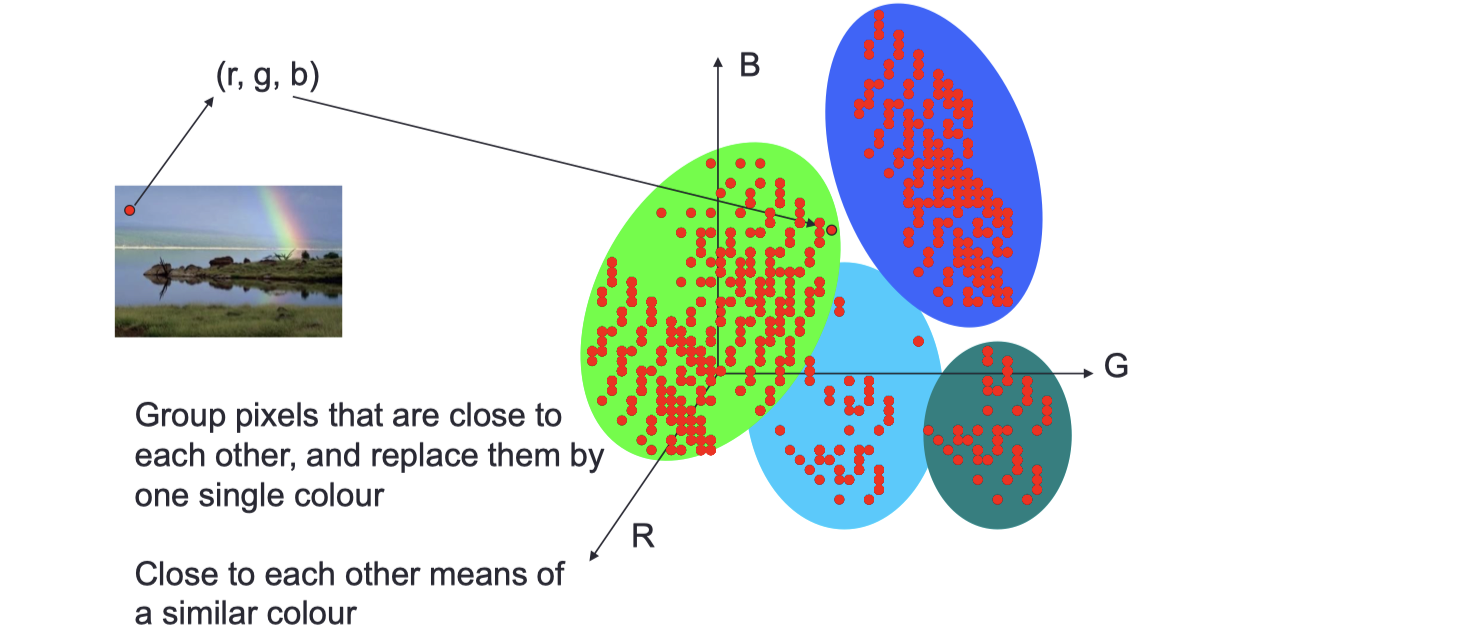 (r, g, b)
B
G
Group pixels that are close to
each other, and replace them by
one single colour
R
Close to each other means of
a similar colour